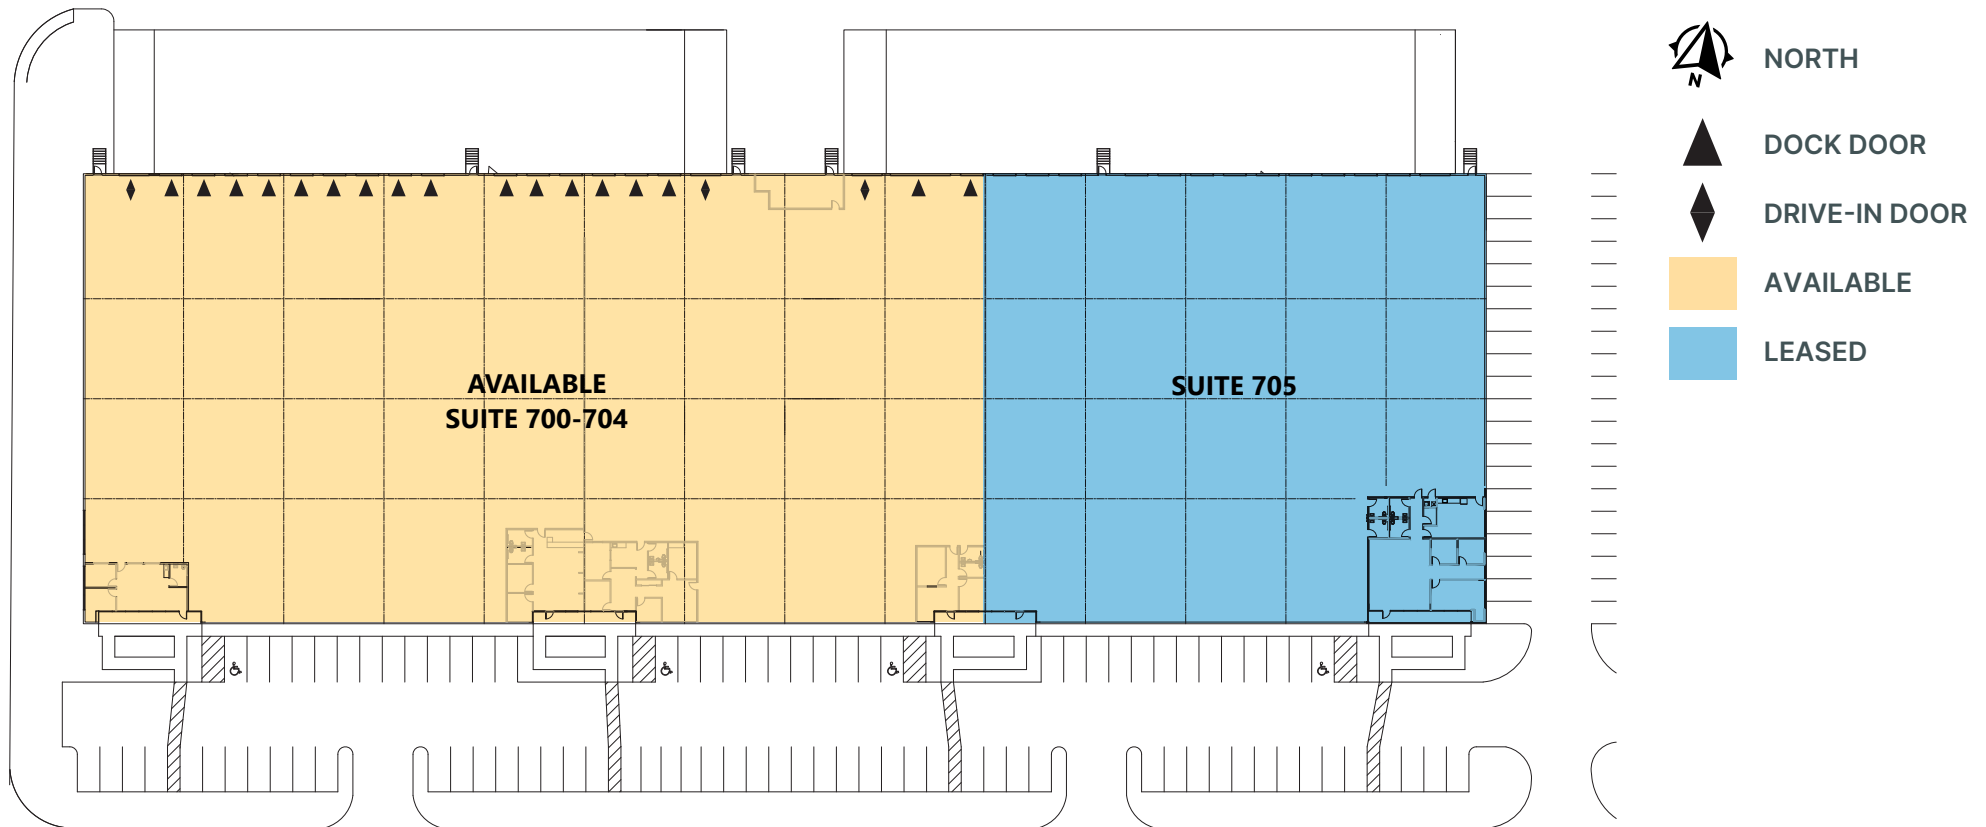 N
NORTH
DOCK DOOR
DRIVE-IN DOOR
AVAILABLE
LEASED
AVAILABLE
SUITE 700-704
SUITE 705